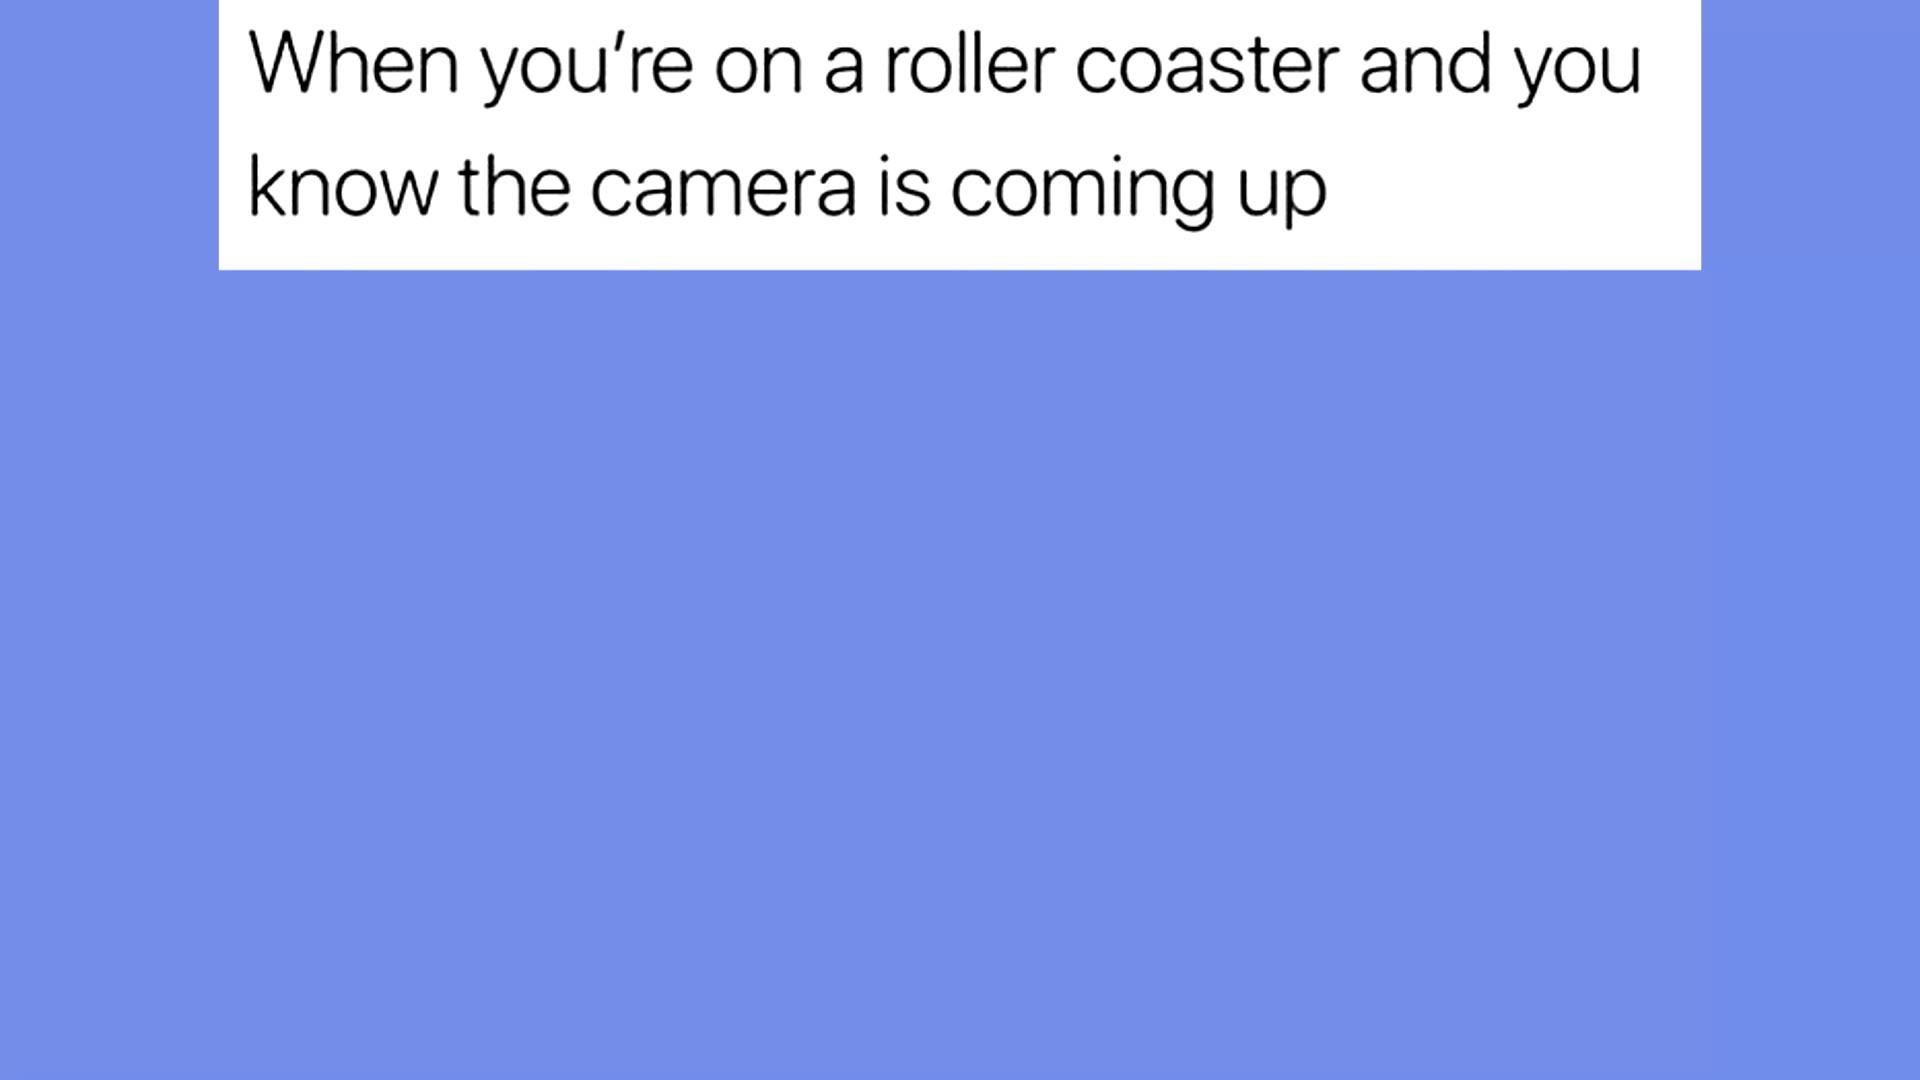 When you’re on a roller coaster and you
know the camera is coming up